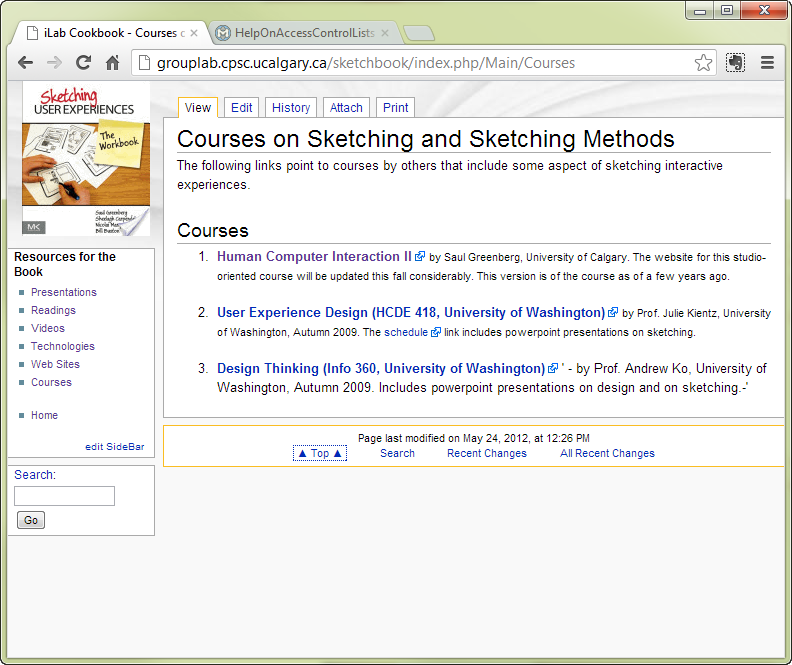 iLab Cookbook - Courses
HelpOnAccessControlLists
grouplab.cpsc.ucalgary.ca/sketchbook/index.php/Main/Courses
Sketching
USER EXPERIENCES
The
Workbook
Saul Greenberg
Sheelagh Carpendale
Bill Buxton
MK
Resources for the
Book
Presentations
Readings
Videos
Technologies
Web Sites
Courses
Home
edit SideBar
Search:
Go
View Edit History Attach Print
Courses on Sketching and Sketching Methods
The following links point to courses by others that include some aspect of sketching interactive
experiences.
Courses
1. Human Computer Interaction II by Saul Greenberg, University of Calgary. The website for this studio-
oriented course will be updated this fall considerably. This version is of the course as of a few years ago.
2. User Experience Design (HCDE 418, University of Washington) by Prof. Julie Kientz, University
of Washington, Autumn 2009. The schedule link includes powerpoint presentations on sketching.
3. Design Thinking (Info 360, University of Washington) ' - by Prof. Andrew Ko, University of
Washington, Autumn 2009. Includes powerpoint presentations on design and on sketching.-'
Page last modified on May 24, 2012, at 12:26 PM
▲ Top ▲ Search Recent Changes All Recent Changes